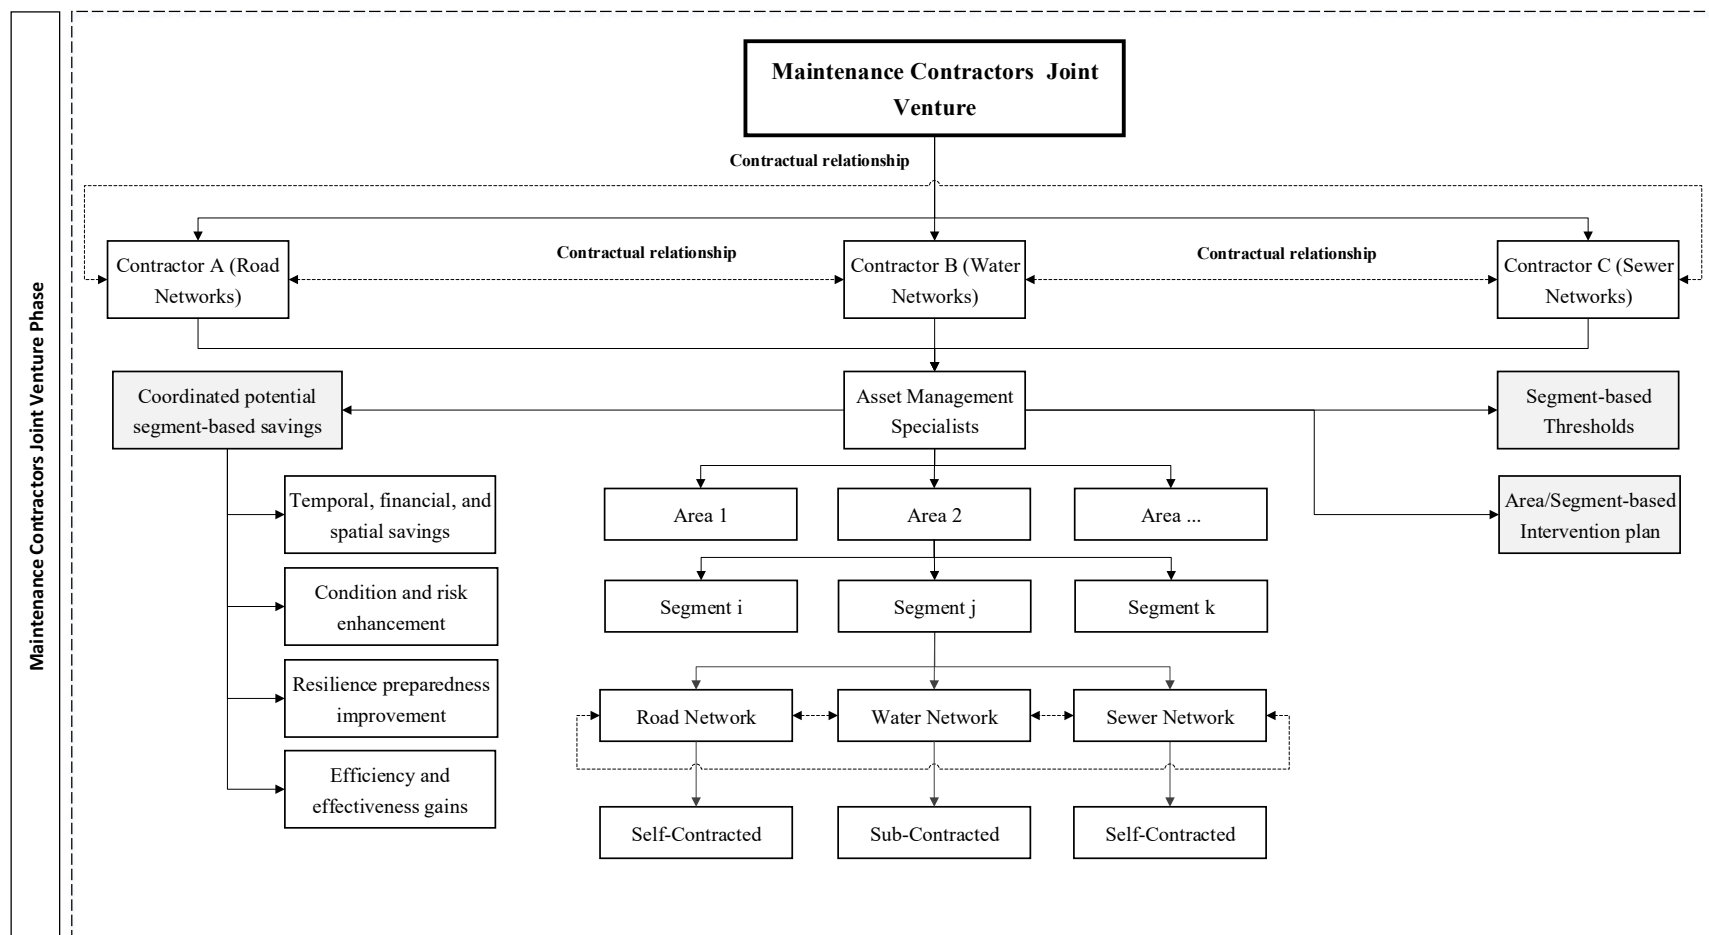 Maintenance Contractors Joint Venture Phase
Maintenance Contractors Joint
Venture
Contractual relationship
Contractor A (Road
Networks)
Contractual relationship
Contractor B (Water
Networks)
Contractual relationship
Contractor C (Sewer
Networks)
Coordinated potential
segment-based savings
Asset Management
Specialists
Segment-based
Thresholds
Temporal, financial, and
spatial savings
Area 1
Area 2
Area ...
Area/Segment-based
Intervention plan
Condition and risk
enhancement
Segment i
Segment j
Segment k
Resilience preparedness
improvement
Road Network
Water Network
Sewer Network
Efficiency and
effectiveness gains
Self-Contracted
Sub-Contracted
Self-Contracted